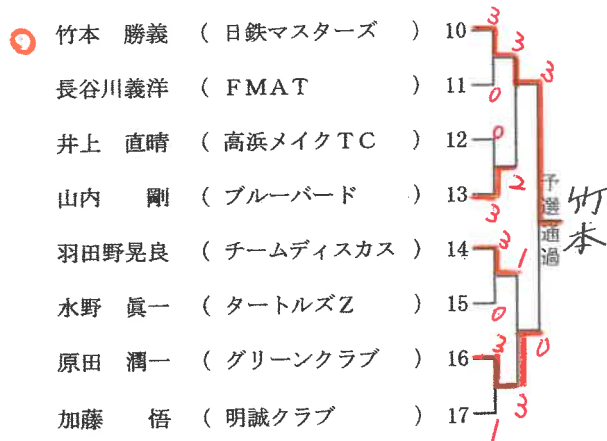 9 竹本 勝義 ( 日鉄マスターズ ) 10 3 3 3
長谷川義洋 ( FMAT ) 11 0
井上 直晴 ( 高浜メイクTC ) 12 0 2
山内 剛 ( ブルーバード ) 13 3
予選通過 竹本
羽田野晃良 ( チームディスカス ) 14 3 1
水野 眞一 ( タートルズZ ) 15 0
原田 潤一 ( グリーンクラブ ) 16 3 3 0
加藤 悟 ( 明誠クラブ ) 17 1